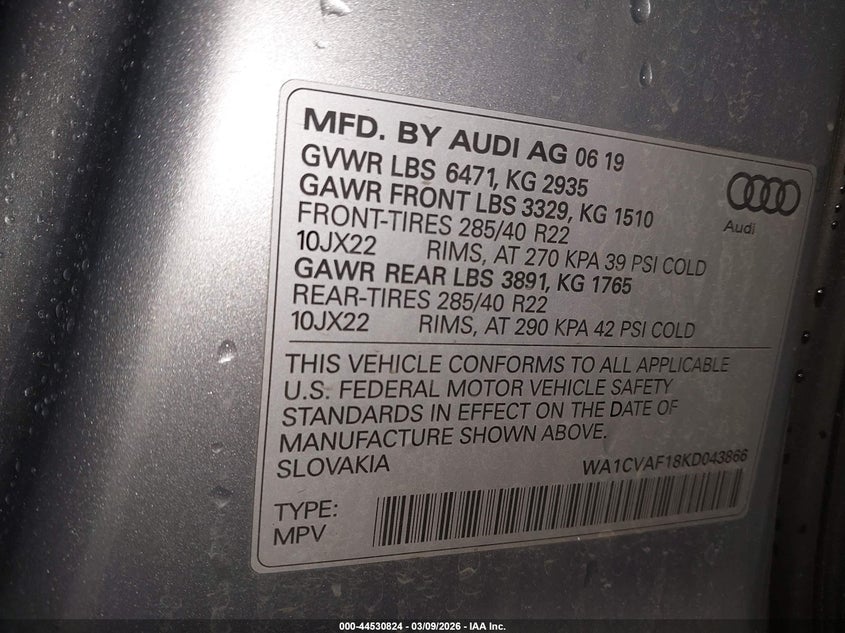 MFD. BY AUDI AG 06 19
GVWR LBS 6471, KG 2935
GAWR FRONT LBS 3329, KG 1510
FRONT-TIRES 285/40 R22
10JX22 RIMS, AT 270 KPA 39 PSI COLD
GAWR REAR LBS 3891, KG 1765
REAR-TIRES 285/40 R22
10JX22 RIMS, AT 290 KPA 42 PSI COLD
Audi
THIS VEHICLE CONFORMS TO ALL APPLICABLE
U.S. FEDERAL MOTOR VEHICLE SAFETY
STANDARDS IN EFFECT ON THE DATE OF
MANUFACTURE SHOWN ABOVE.
SLOVAKIA WA1CVAF18KD043866
TYPE:
MPV
000-44530824 - 03/09/2026 - IAA Inc.